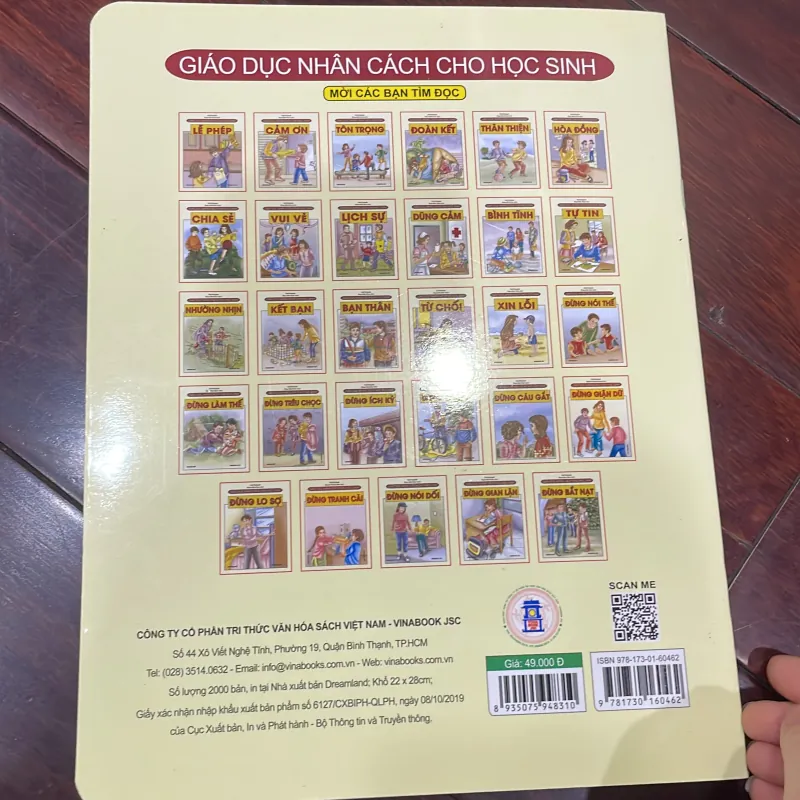 GIÁO DỤC NHÂN CÁCH CHO HỌC SINH
MỜI CÁC BẠN TÌM ĐỌC
LỄ PHÉP
CẢM ƠN
TÔN TRỌNG
ĐOÀN KẾT
THÂN THIỆN
HÒA ĐỒNG
CHIA SẺ
VUI VẺ
LỊCH SỰ
DŨNG CẢM
BÌNH TĨNH
TỰ TIN
NHƯỜNG NHỊN
KẾT BẠN
BẠN THÂN
TỪ CHỐI
XIN LỖI
ĐỪNG NÓI THẾ
ĐỪNG LÀM THẾ
ĐỪNG TRÊU CHỌC
ĐỪNG ÍCH KỶ
ĐỪNG CÁU GẮT
ĐỪNG GIẬN DỮ
ĐỪNG LO SỢ
ĐỪNG TRANH CÃI
ĐỪNG NÓI DỐI
ĐỪNG GIAN LẬN
ĐỪNG BẮT NẠT
CÔNG TY CỔ PHẦN TRI THỨC VĂN HÓA SÁCH VIỆT NAM - VINABOOK JSC
Số 44 Xô Viết Nghệ Tĩnh, Phường 19, Quận Bình Thạnh, TP.HCM
Tel: (028) 3514.0632 - Email: info@vinabooks.com.vn - Web: vinabooks.com.vn
Số lượng 2000 bản, in tại Nhà xuất bản Dreamland; Khổ 22 x 28cm;
Giấy xác nhận nhập khẩu xuất bản phẩm số 6127/CXBIPH-QLPH, ngày 08/10/2019
của Cục Xuất bản, In và Phát hành - Bộ Thông tin và Truyền thông.
SCAN ME
Giá: 49.000 Đ
8 935075 948310
ISBN 978-173-01-60462
9 781730 160462